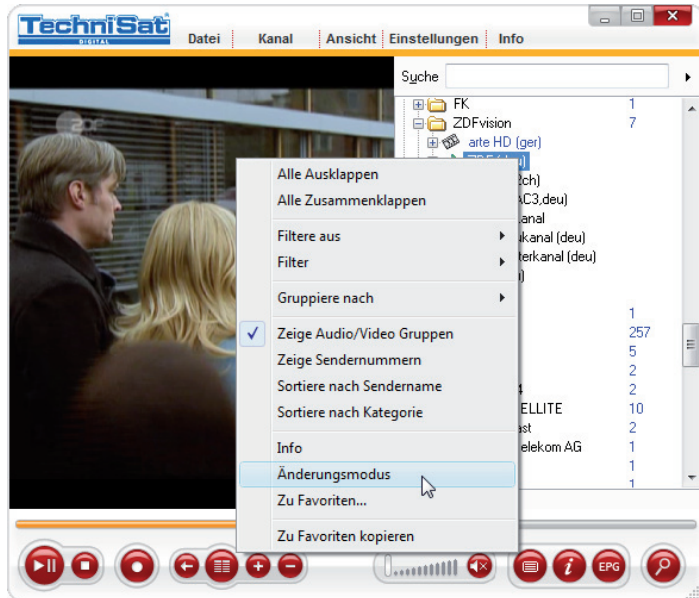 TechniSat
DIGITAL
Datei Kanal Ansicht Einstellungen Info
Suche
FK 1
ZDFvision 7
arte HD (ger)
Alle Ausklappen
Alle Zusammenklappen
Filtere aus
Filter
Gruppiere nach
Zeige Audio/Video Gruppen
Zeige Sendernummern
Sortiere nach Sendername
Sortiere nach Kategorie
Info
Änderungsmodus
Zu Favoriten...
Zu Favoriten kopieren
2ch)
AC3,deu)
kanal (deu)
terkanal (deu)
1
257
5
2
4 2
ELLITE 10
ast 2
elekom AG 1
1
1
zdf
EPG